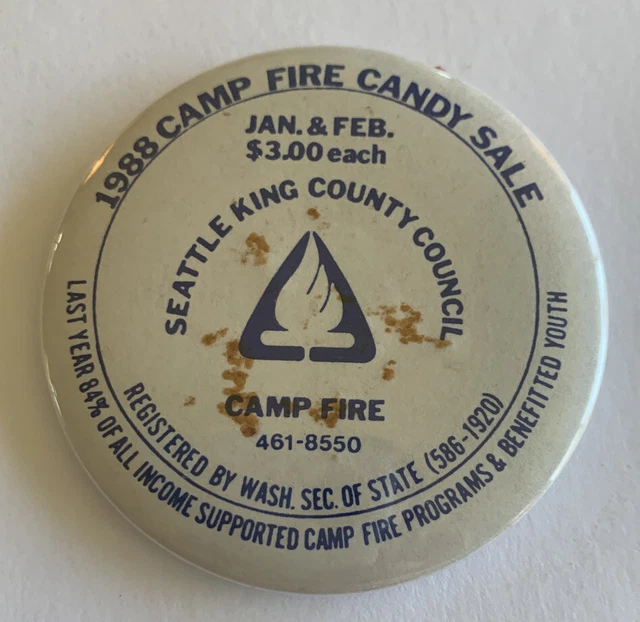 1988 CAMP FIRE CANDY SALE
JAN. & FEB.
$3.00 each
SEATTLE KING COUNTY COUNCIL
CAMP FIRE
461-8550
REGISTERED BY WASH. SEC. OF STATE (586-1920)
LAST YEAR 84% OF ALL INCOME SUPPORTED CAMP FIRE PROGRAMS & BENEFITTED YOUTH